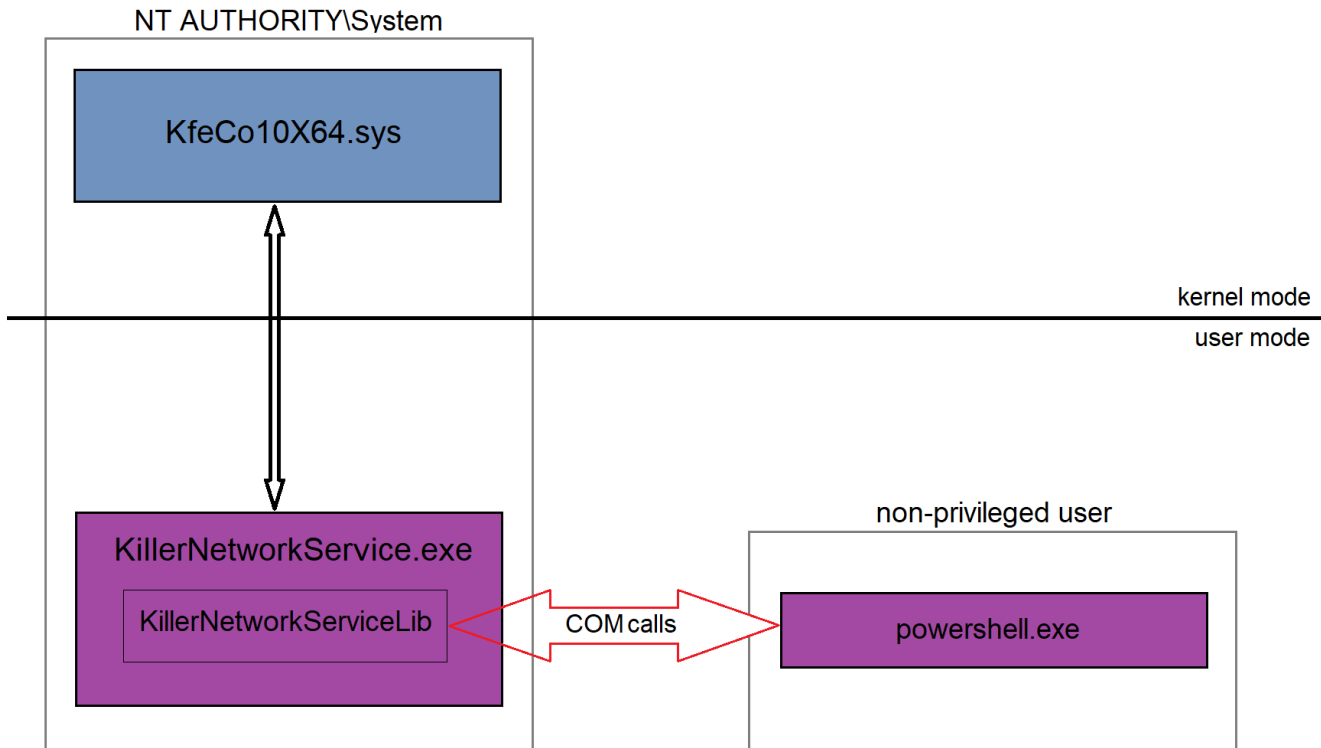 NT AUTHORITY\System
KfeCo10X64.sys
kernel mode
user mode
non-privileged user
KillerNetworkService.exe
KillerNetworkServiceLib
COM calls
powershell.exe